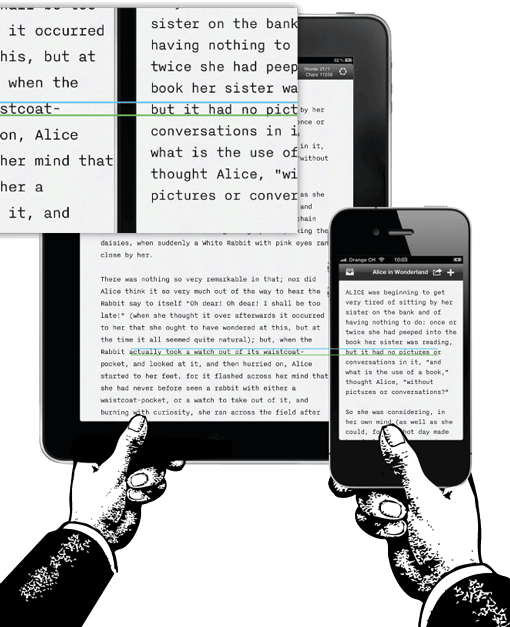 it occurred
his, but at
when the
stcoat-
on, Alice
her mind that
her a
it, and
sister on the bank
having nothing to
twice she had peep
book her sister wa
but it had no pict
conversations in i
what is the use of
thought Alice, "wi
pictures or conver
by her
once or
in it,
without
as she
and
chain
king the
daisies, when suddenly a White Rabbit with pink eyes ran
close by her.
There was nothing so very remarkable in that; nor did
Alice think it so very much out of the way to hear the
Rabbit say to itself "Oh dear! Oh dear! I shall be too
late!" (when she thought it over afterwards it occurred
to her that she ought to have wondered at this, but at
the time it all seemed quite natural); but, when the
Rabbit actually took a watch out of its waistcoat-
pocket, and looked at it, and then hurried on, Alice
started to her feet, for it flashed across her mind that
she had never before seen a rabbit with either a
waistcoat-pocket, or a watch to take out of it, and
burning with curiosity, she ran across the field after
Orange CH 10:03
Alice in Wonderland
ALICE was beginning to get
very tired of sitting by her
sister on the bank and of
having nothing to do: once or
twice she had peeped into the
book her sister was reading,
but it had no pictures or
conversations in it, "and
what is the use of a book,"
thought Alice, "without
pictures or conversations?"
So she was considering, in
her own mind (as well as she
could, for hot day made